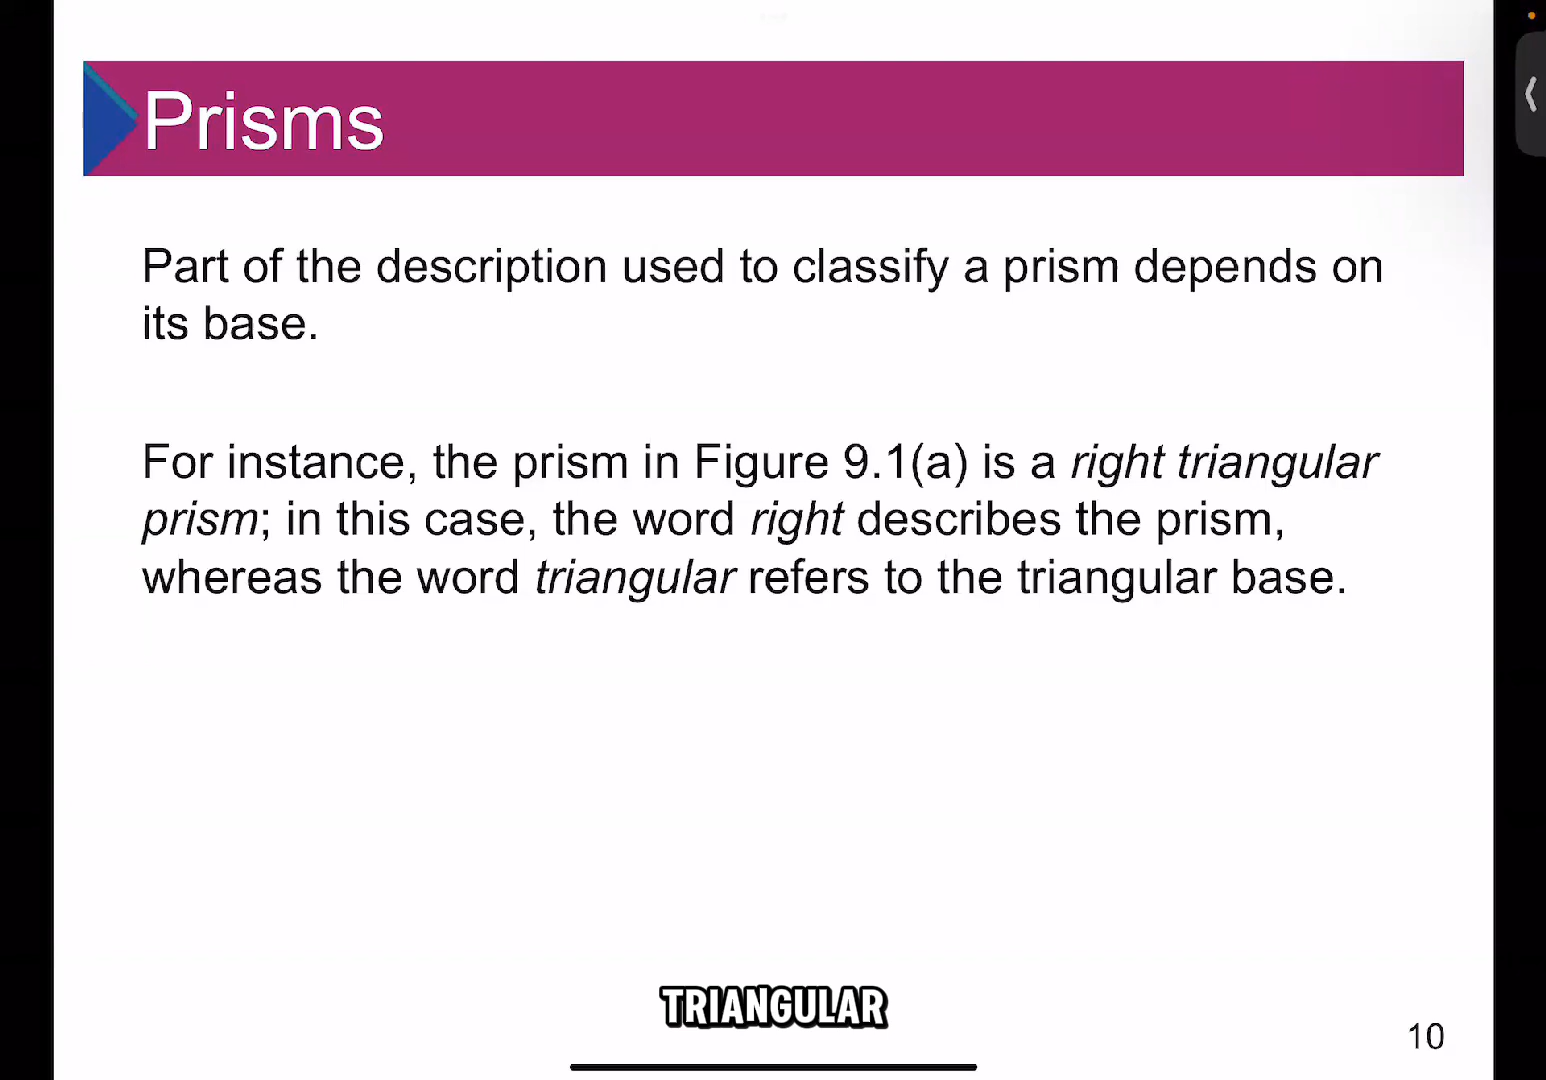 Prisms
Part of the description used to classify a prism depends on
its base.
For instance, the prism in Figure 9.1(a) is a right triangular
prism; in this case, the word right describes the prism,
whereas the word triangular refers to the triangular base.
TRIANGULAR
10